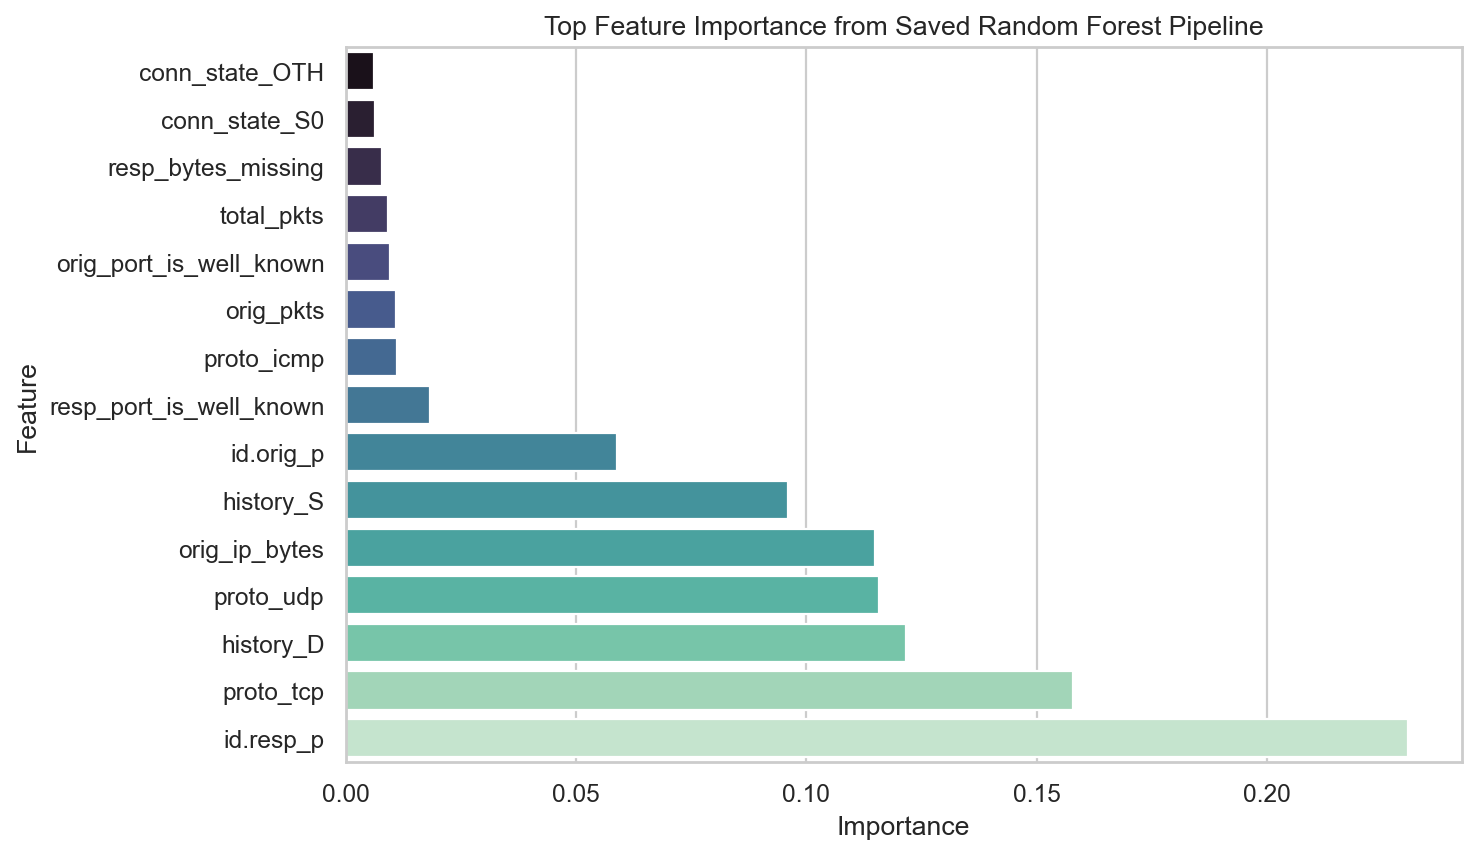 Top Feature Importance from Saved Random Forest Pipeline
conn_state_OTH
conn_state_S0
resp_bytes_missing
total_pkts
orig_port_is_well_known
orig_pkts
proto_icmp
resp_port_is_well_known
id.orig_p
history_S
orig_ip_bytes
proto_udp
history_D
proto_tcp
id.resp_p
Feature
0.00 0.05 0.10 0.15 0.20
Importance